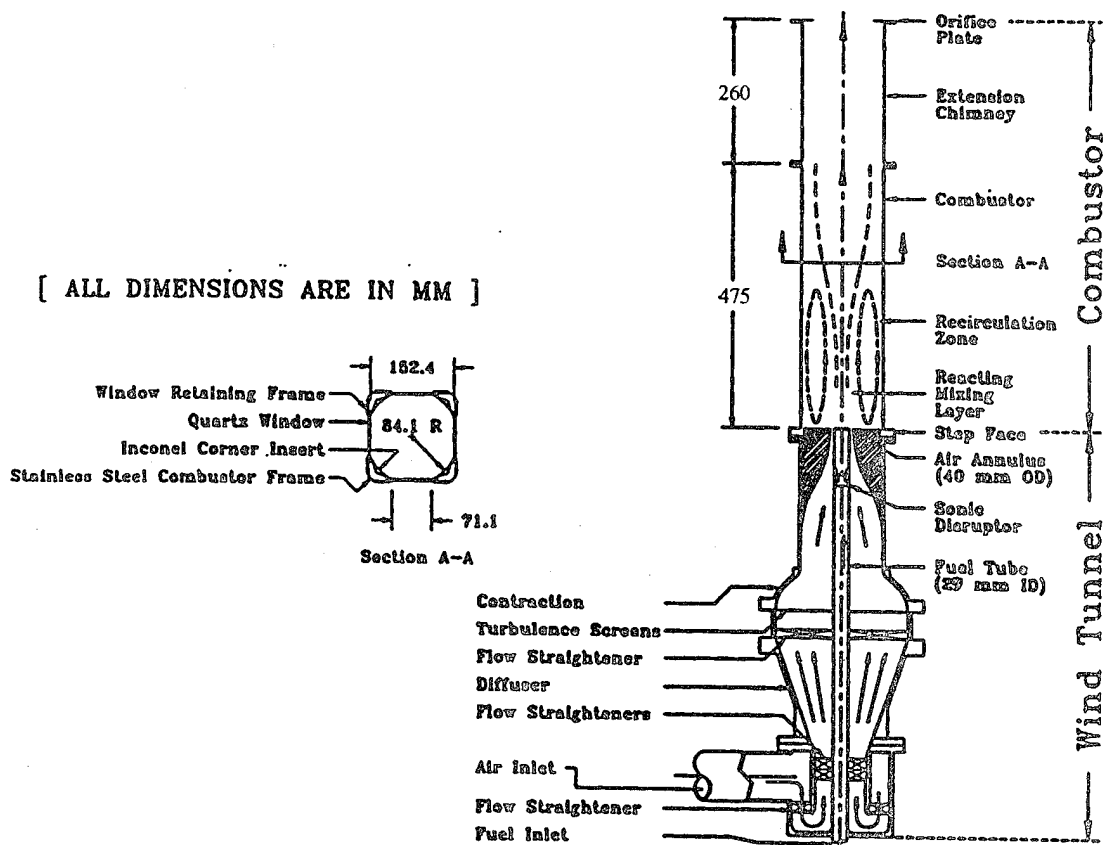 Orifice
Plate
260
Extension
Chimney
Combustor
Combustor
Section A-A
[ ALL DIMENSIONS ARE IN MM ]
475
Recirculation
Zone
152.4
Window Retaining Frame
Quartz Window
84.1 R
Inconel Corner Insert
Stainless Steel Combustor Frame
71.1
Section A-A
Reacting
Mixing
Layer
Step Face
Air Annulus
(40 mm OD)
Sonic
Disruptor
Fuel Tube
(29 mm ID)
Wind Tunnel
Contraction
Turbulence Screens
Flow Straightener
Diffuser
Flow Straighteners
Air Inlet
Flow Straightener
Fuel Inlet